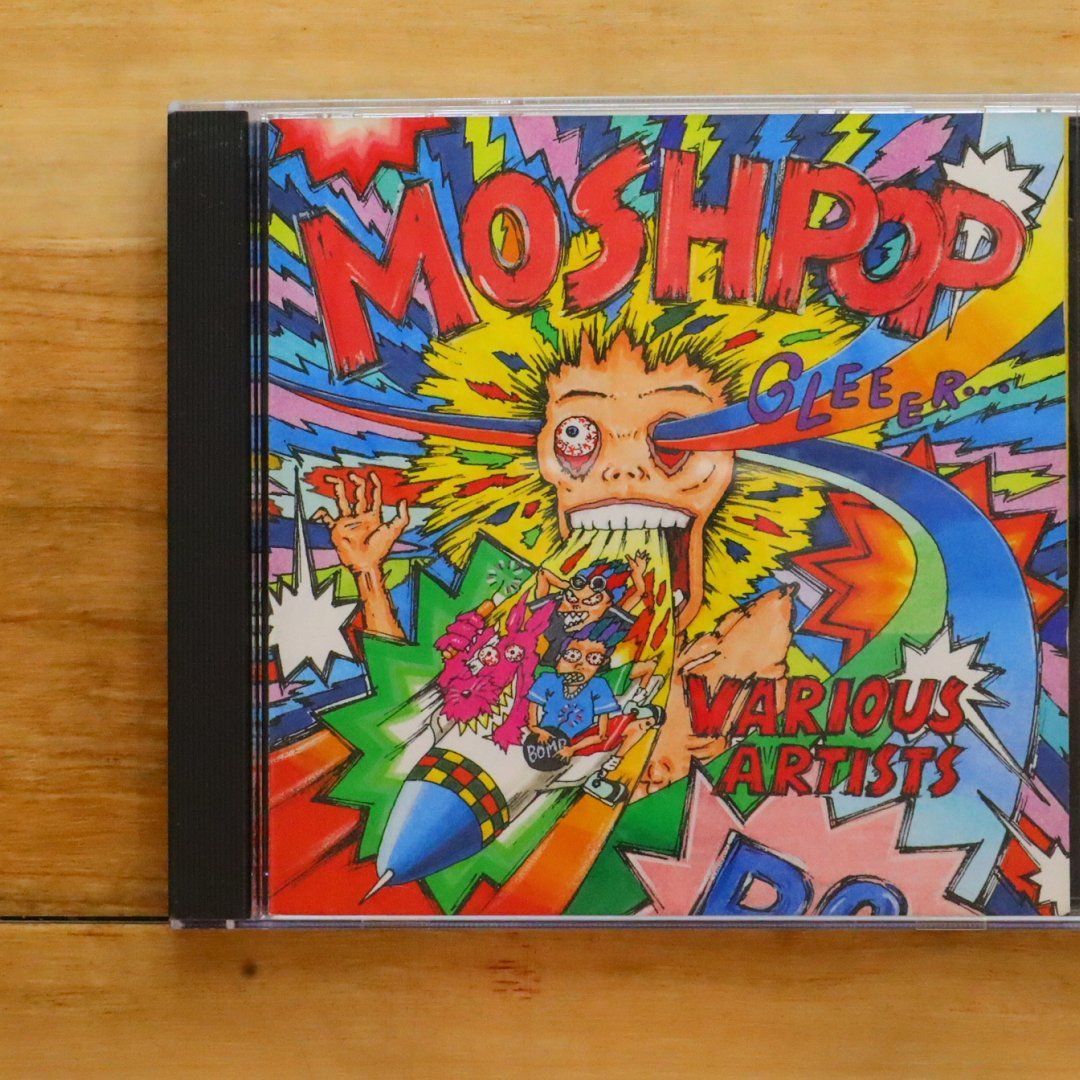 MOSHPOP
GLEEER...
BOMB
VARIOUS
ARTISTS